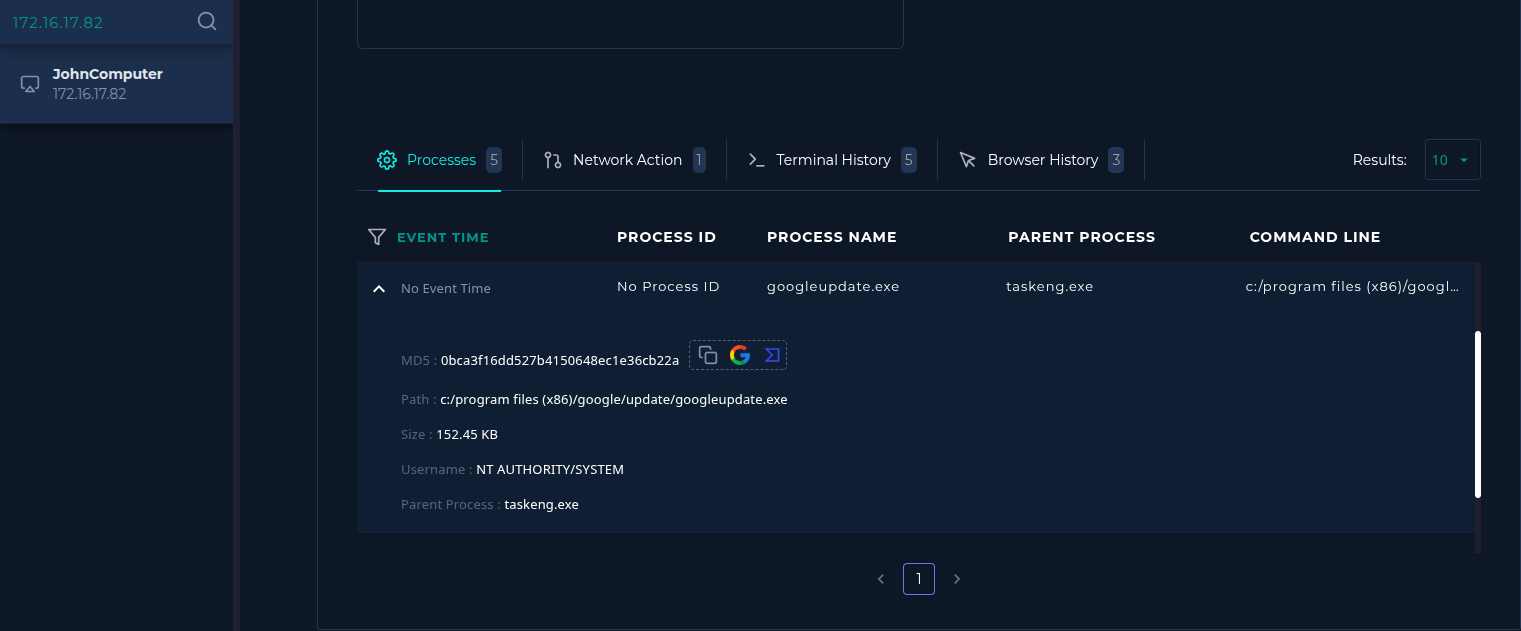 172.16.17.82
JohnComputer
172.16.17.82
Processes 5 Network Action 1 Terminal History 5 Browser History 3 Results: 10
EVENT TIME PROCESS ID PROCESS NAME PARENT PROCESS COMMAND LINE
No Event Time No Process ID googleupdate.exe taskeng.exe c:/program files (x86)/googl...
MD5 : 0bca3f16dd527b4150648ec1e36cb22a
Path : c:/program files (x86)/google/update/googleupdate.exe
Size : 152.45 KB
Username : NT AUTHORITY/SYSTEM
Parent Process : taskeng.exe
1